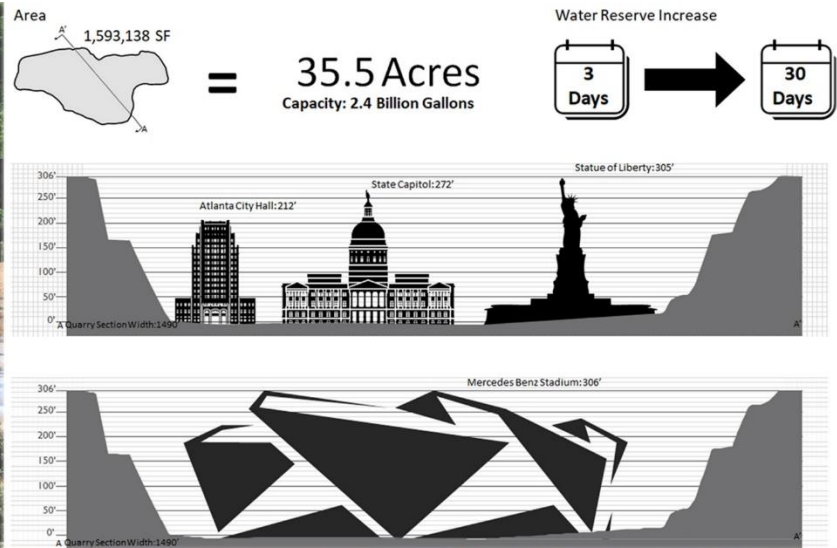 Area
Water Reserve Increase
A'
1,593,138 SF
A
=
35.5 Acres
Capacity: 2.4 Billion Gallons
3
Days
30
Days
Statue of Liberty:305'
State Capitol:272'
Atlanta City Hall:212'
306'
250'
200'
150'
100'
50'
0'
A Quarry Section Width:1490'
A'
Mercedes Benz Stadium:306'
306'
250'
200'
150'
100'
50'
0'
A Quarry Section Width:1490'
A'